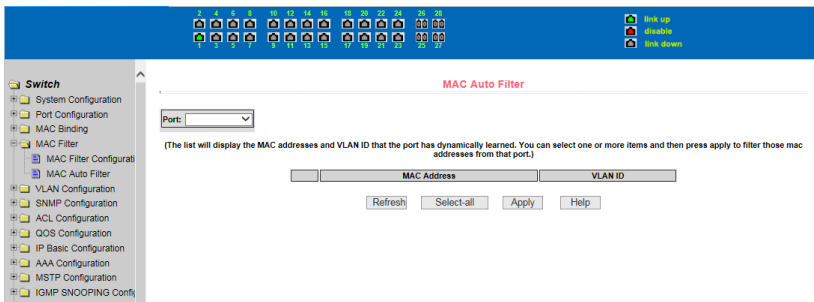 2 4 6 8 10 12 14 16 18 20 22 24 26 28
1 3 5 7 9 11 13 15 17 19 21 23 25 27
link up
disable
link down
Switch
System Configuration
Port Configuration
MAC Binding
MAC Filter
MAC Filter Configurati
MAC Auto Filter
VLAN Configuration
SNMP Configuration
ACL Configuration
QOS Configuration
IP Basic Configuration
AAA Configuration
MSTP Configuration
IGMP SNOOPING Config
MAC Auto Filter
Port:
(The list will display the MAC addresses and VLAN ID that the port has dynamically learned. You can select one or more items and then press apply to filter those mac
addresses from that port.)
MAC Address VLAN ID
Refresh Select-all Apply Help